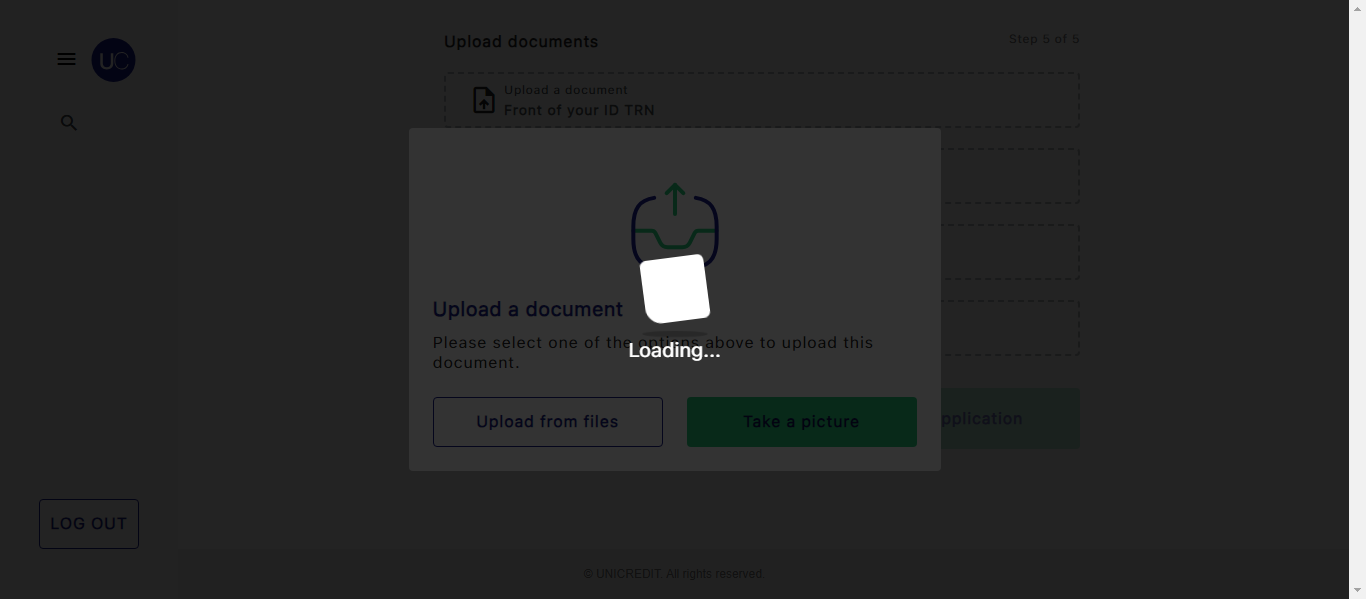 UC
Upload documents
Step 5 of 5
Upload a document
Front of your ID TRN
Upload a document
Please select one of the options above to upload this
document.
Loading...
Upload from files
Take a picture
pplication
LOG OUT
© UNICREDIT. All rights reserved.